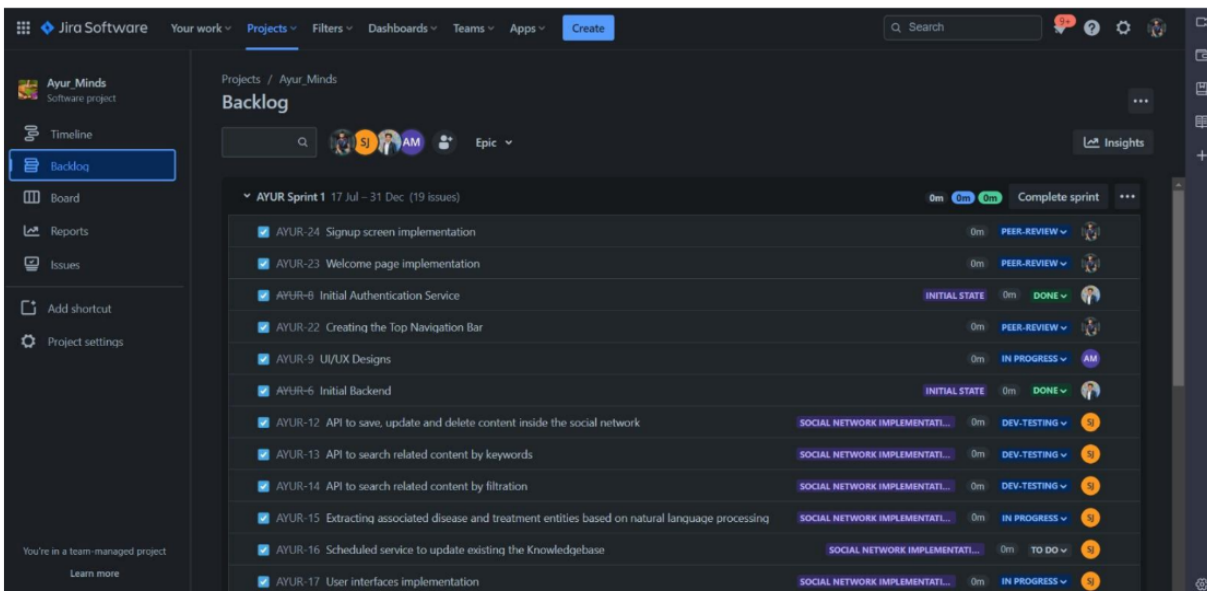 Jira Software Your work Projects Filters Dashboards Teams Apps Create Search 9+
Ayur_Minds
Software project
Timeline
Backlog
Board
Reports
Issues
Add shortcut
Project settings
You're in a team-managed project
Learn more
Projects / Ayur_Minds
Backlog
SJ AM Epic Insights
AYUR Sprint 1 17 Jul – 31 Dec (19 issues) 0m 0m 0m Complete sprint
AYUR-24 Signup screen implementation 0m PEER-REVIEW
AYUR-23 Welcome page implementation 0m PEER-REVIEW
AYUR-8 Initial Authentication Service INITIAL STATE 0m DONE
AYUR-22 Creating the Top Navigation Bar 0m PEER-REVIEW
AYUR-9 UI/UX Designs 0m IN PROGRESS AM
AYUR-6 Initial Backend INITIAL STATE 0m DONE
AYUR-12 API to save, update and delete content inside the social network SOCIAL NETWORK IMPLEMENTATI... 0m DEV-TESTING SJ
AYUR-13 API to search related content by keywords SOCIAL NETWORK IMPLEMENTATI... 0m DEV-TESTING SJ
AYUR-14 API to search related content by filtration SOCIAL NETWORK IMPLEMENTATI... 0m DEV-TESTING SJ
AYUR-15 Extracting associated disease and treatment entities based on natural language processing SOCIAL NETWORK IMPLEMENTATI... 0m IN PROGRESS SJ
AYUR-16 Scheduled service to update existing the Knowledgebase SOCIAL NETWORK IMPLEMENTATI... 0m TO DO SJ
AYUR-17 User interfaces implementation SOCIAL NETWORK IMPLEMENTATI... 0m IN PROGRESS SJ